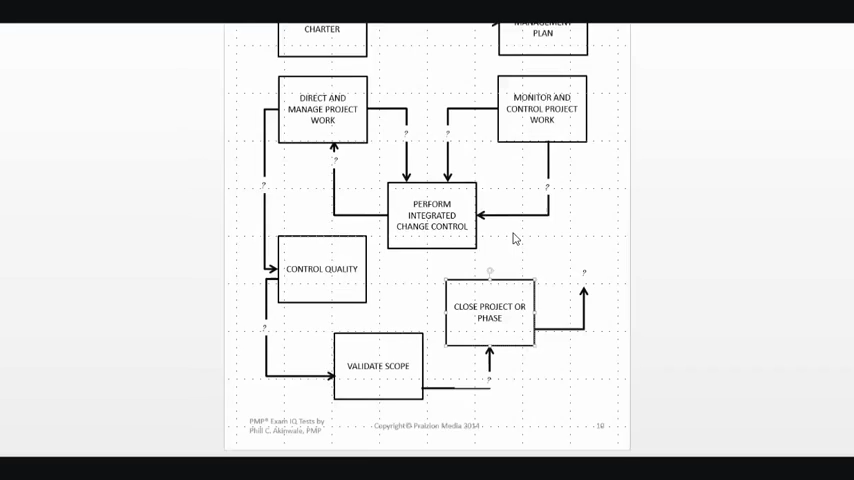 CHARTER
MANAGEMENT
PLAN
DIRECT AND
MANAGE PROJECT
WORK
MONITOR AND
CONTROL PROJECT
WORK
?
?
?
?
?
PERFORM
INTEGRATED
CHANGE CONTROL
CONTROL QUALITY
?
CLOSE PROJECT OR
PHASE
?
VALIDATE SCOPE
?
PMP® Exam IQ Tests by
Phill C. Akinwale, PMP
Copyright© Praizion Media 2014
18